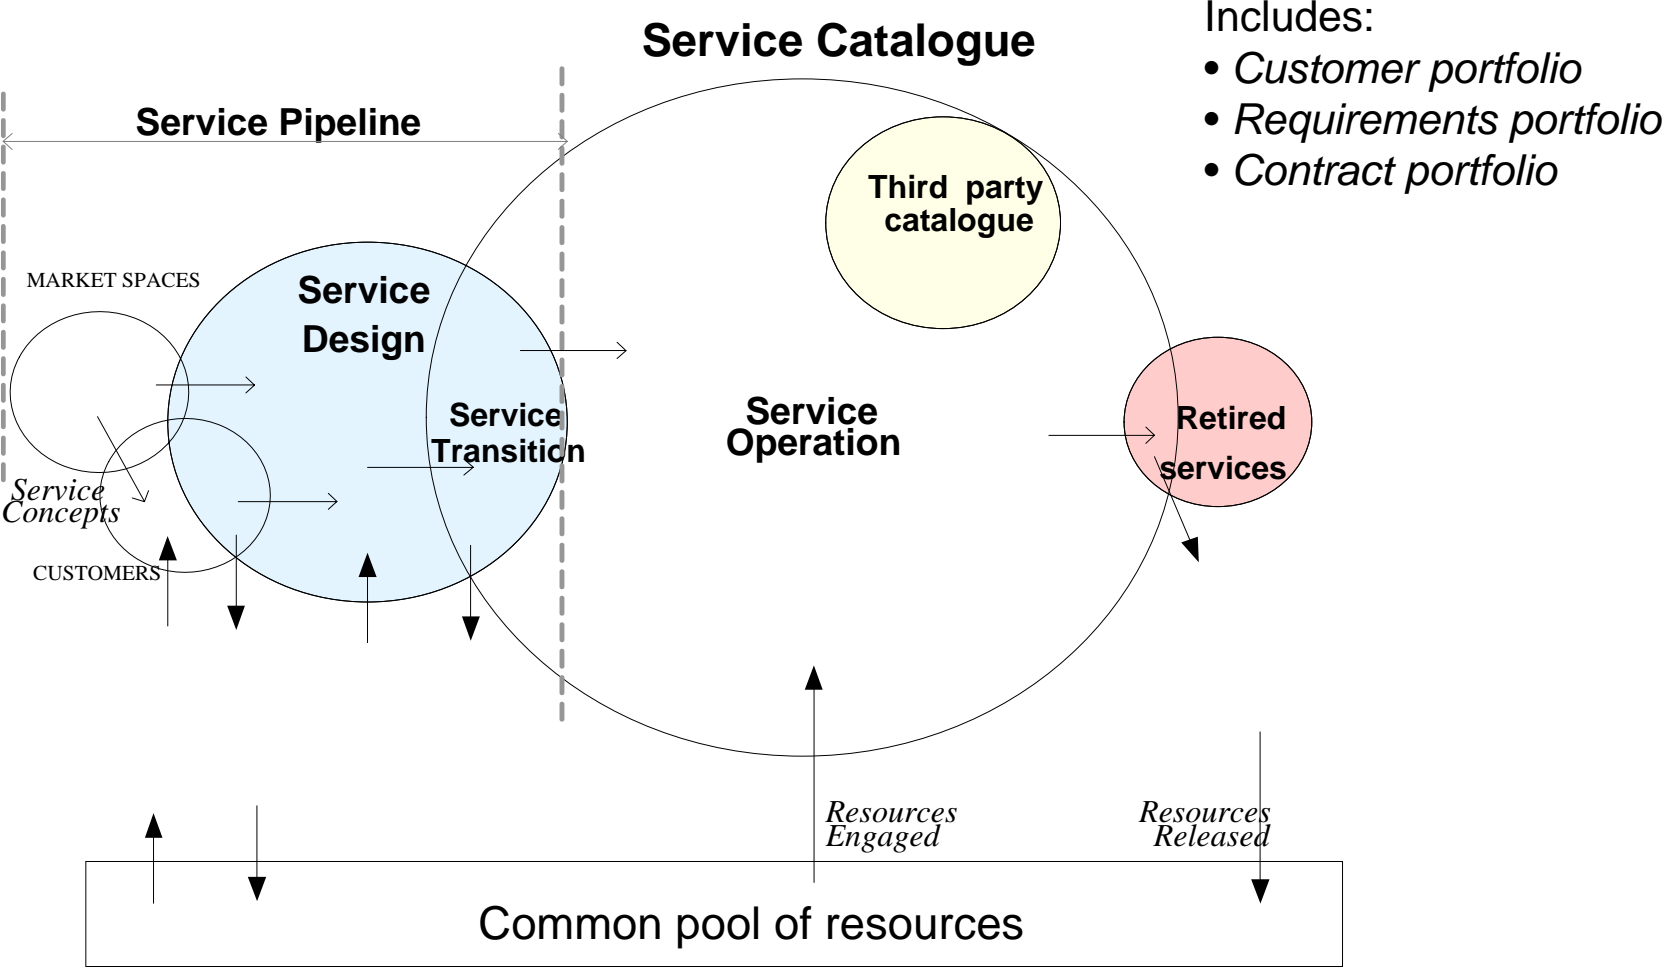 Service Catalogue
Includes:
• Customer portfolio
• Requirements portfolio
• Contract portfolio
Service Pipeline
Third party
catalogue
MARKET SPACES
Service
Design
Service
Transition
Service
Operation
Retired
services
Service
Concepts
CUSTOMERS
Resources
Engaged
Resources
Released
Common pool of resources